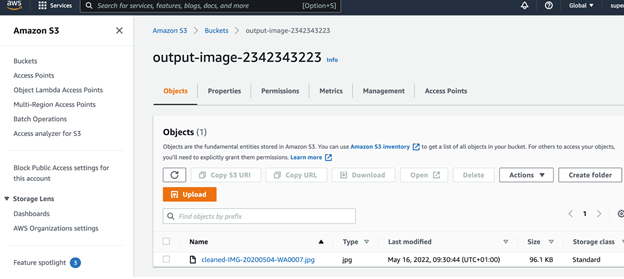 aws
Services
Search for services, features, blogs, docs, and more
[Option+S]
Global
Amazon S3
Buckets
Access Points
Object Lambda Access Points
Multi-Region Access Points
Batch Operations
Access analyzer for S3
Block Public Access settings for
this account
Storage Lens
Dashboards
AWS Organizations settings
Feature spotlight 3
Amazon S3 > Buckets > output-image-2342343223
output-image-2342343223 Info
Objects Properties Permissions Metrics Management Access Points
Objects (1)
Objects are the fundamental entities stored in Amazon S3. You can use Amazon S3 inventory to get a list of all objects in your bucket. For others to access your objects,
you'll need to explicitly grant them permissions. Learn more
Copy S3 URI Copy URL Download Open Delete Actions Create folder
Upload
Find objects by prefix
< 1 >
Name Type Last modified Size Storage class
cleaned-IMG-20200504-WA0007.jpg jpg May 16, 2022, 09:30:44 (UTC+01:00) 96.1 KB Standard